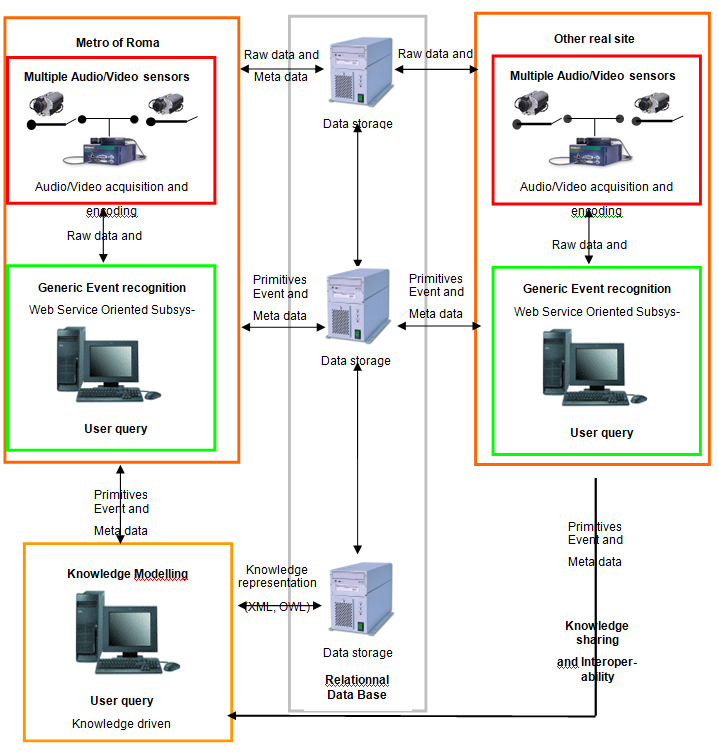 Metro of Roma
Multiple Audio/Video sensors
Audio/Video acquisition and
encoding
Raw data and
Generic Event recognition
Web Service Oriented Subsys-
User query
Primitives
Event and
Meta data
Knowledge Modelling
User query
Knowledge driven
Raw data and
Meta data
Primitives
Event and
Meta data
Knowledge
representation
(XML, OWL)
Data storage
Data storage
Data storage
Relationnal
Data Base
Raw data and
Primitives
Event and
Meta data
Other real site
Multiple Audio/Video sensors
Audio/Video acquisition and
encoding
Raw data and
Generic Event recognition
Web Service Oriented Subsys-
User query
Primitives
Event and
Meta data
Knowledge
sharing
and Interoper-
ability